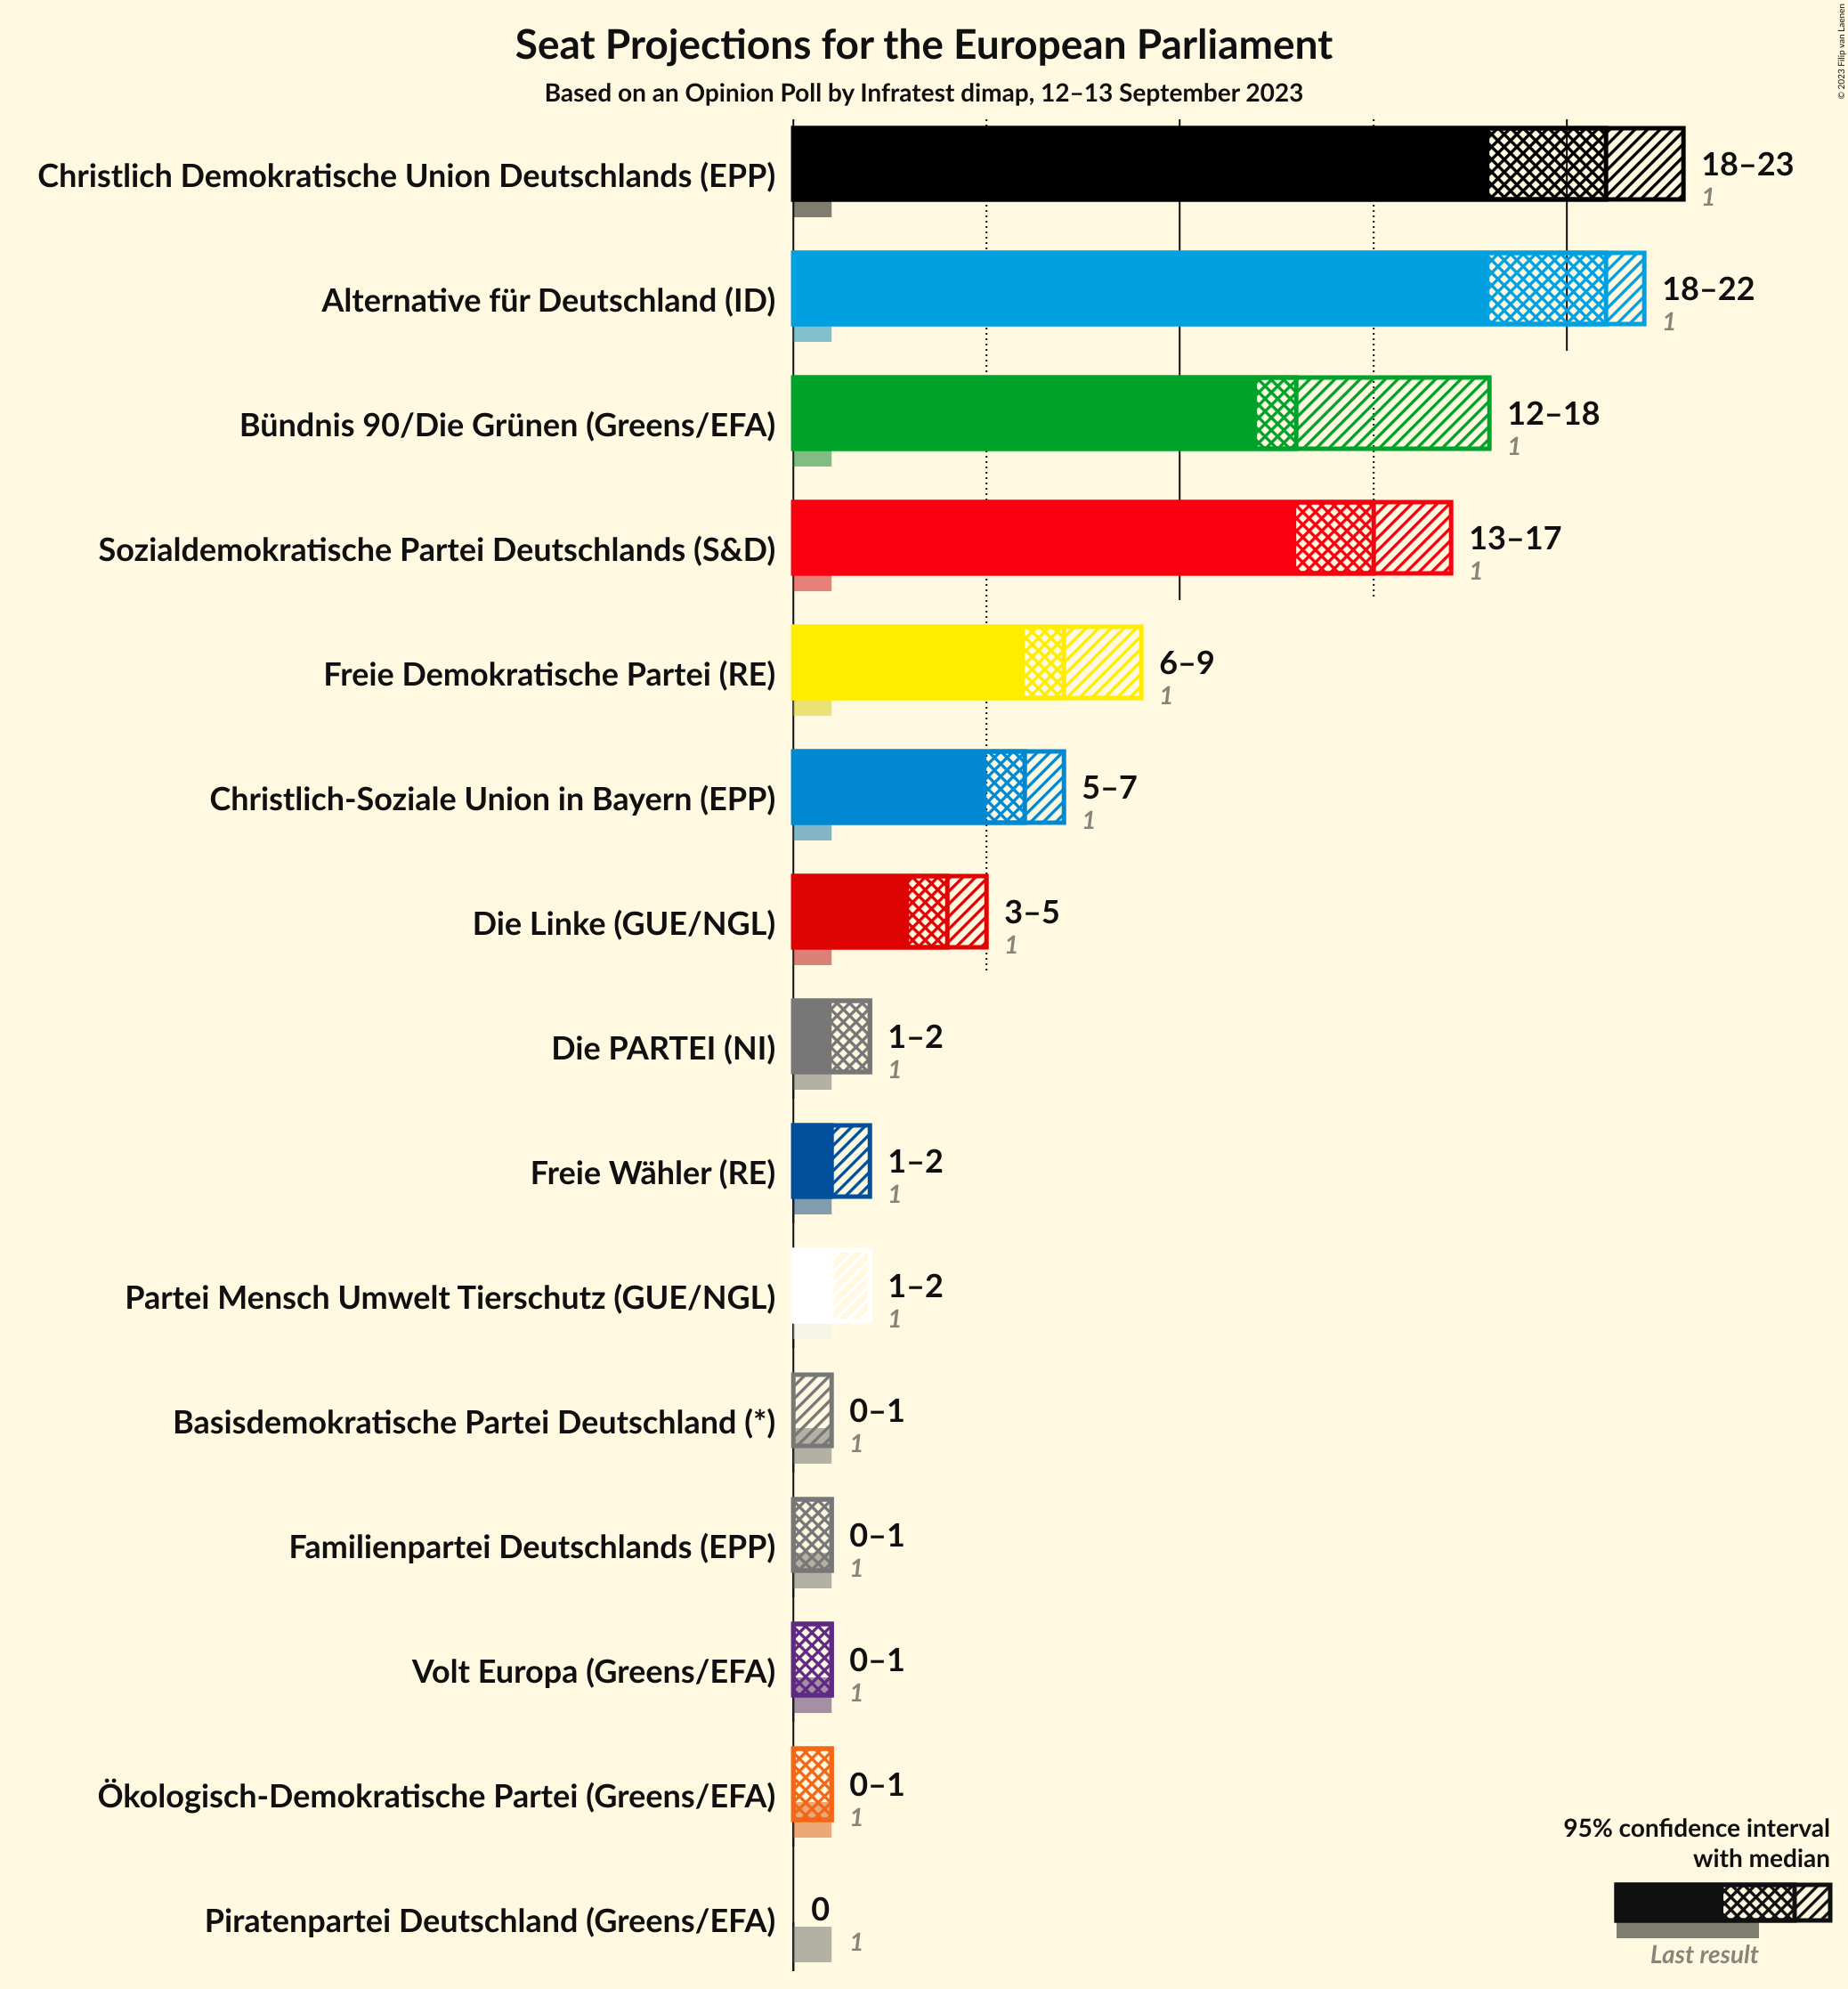 Seat Projections for the European Parliament
Based on an Opinion Poll by Infratest dimap, 12–13 September 2023
© 2023 Filip van Laenen
Christlich Demokratische Union Deutschlands (EPP)
18–23
1
Alternative für Deutschland (ID)
18–22
1
Bündnis 90/Die Grünen (Greens/EFA)
12–18
1
Sozialdemokratische Partei Deutschlands (S&D)
13–17
1
Freie Demokratische Partei (RE)
6–9
1
Christlich-Soziale Union in Bayern (EPP)
5–7
1
Die Linke (GUE/NGL)
3–5
1
Die PARTEI (NI)
1–2
1
Freie Wähler (RE)
1–2
1
Partei Mensch Umwelt Tierschutz (GUE/NGL)
1–2
1
Basisdemokratische Partei Deutschland (*)
0–1
1
Familienpartei Deutschlands (EPP)
0–1
1
Volt Europa (Greens/EFA)
0–1
1
Ökologisch-Demokratische Partei (Greens/EFA)
0–1
1
Piratenpartei Deutschland (Greens/EFA)
0
1
95% confidence interval
with median
Last result